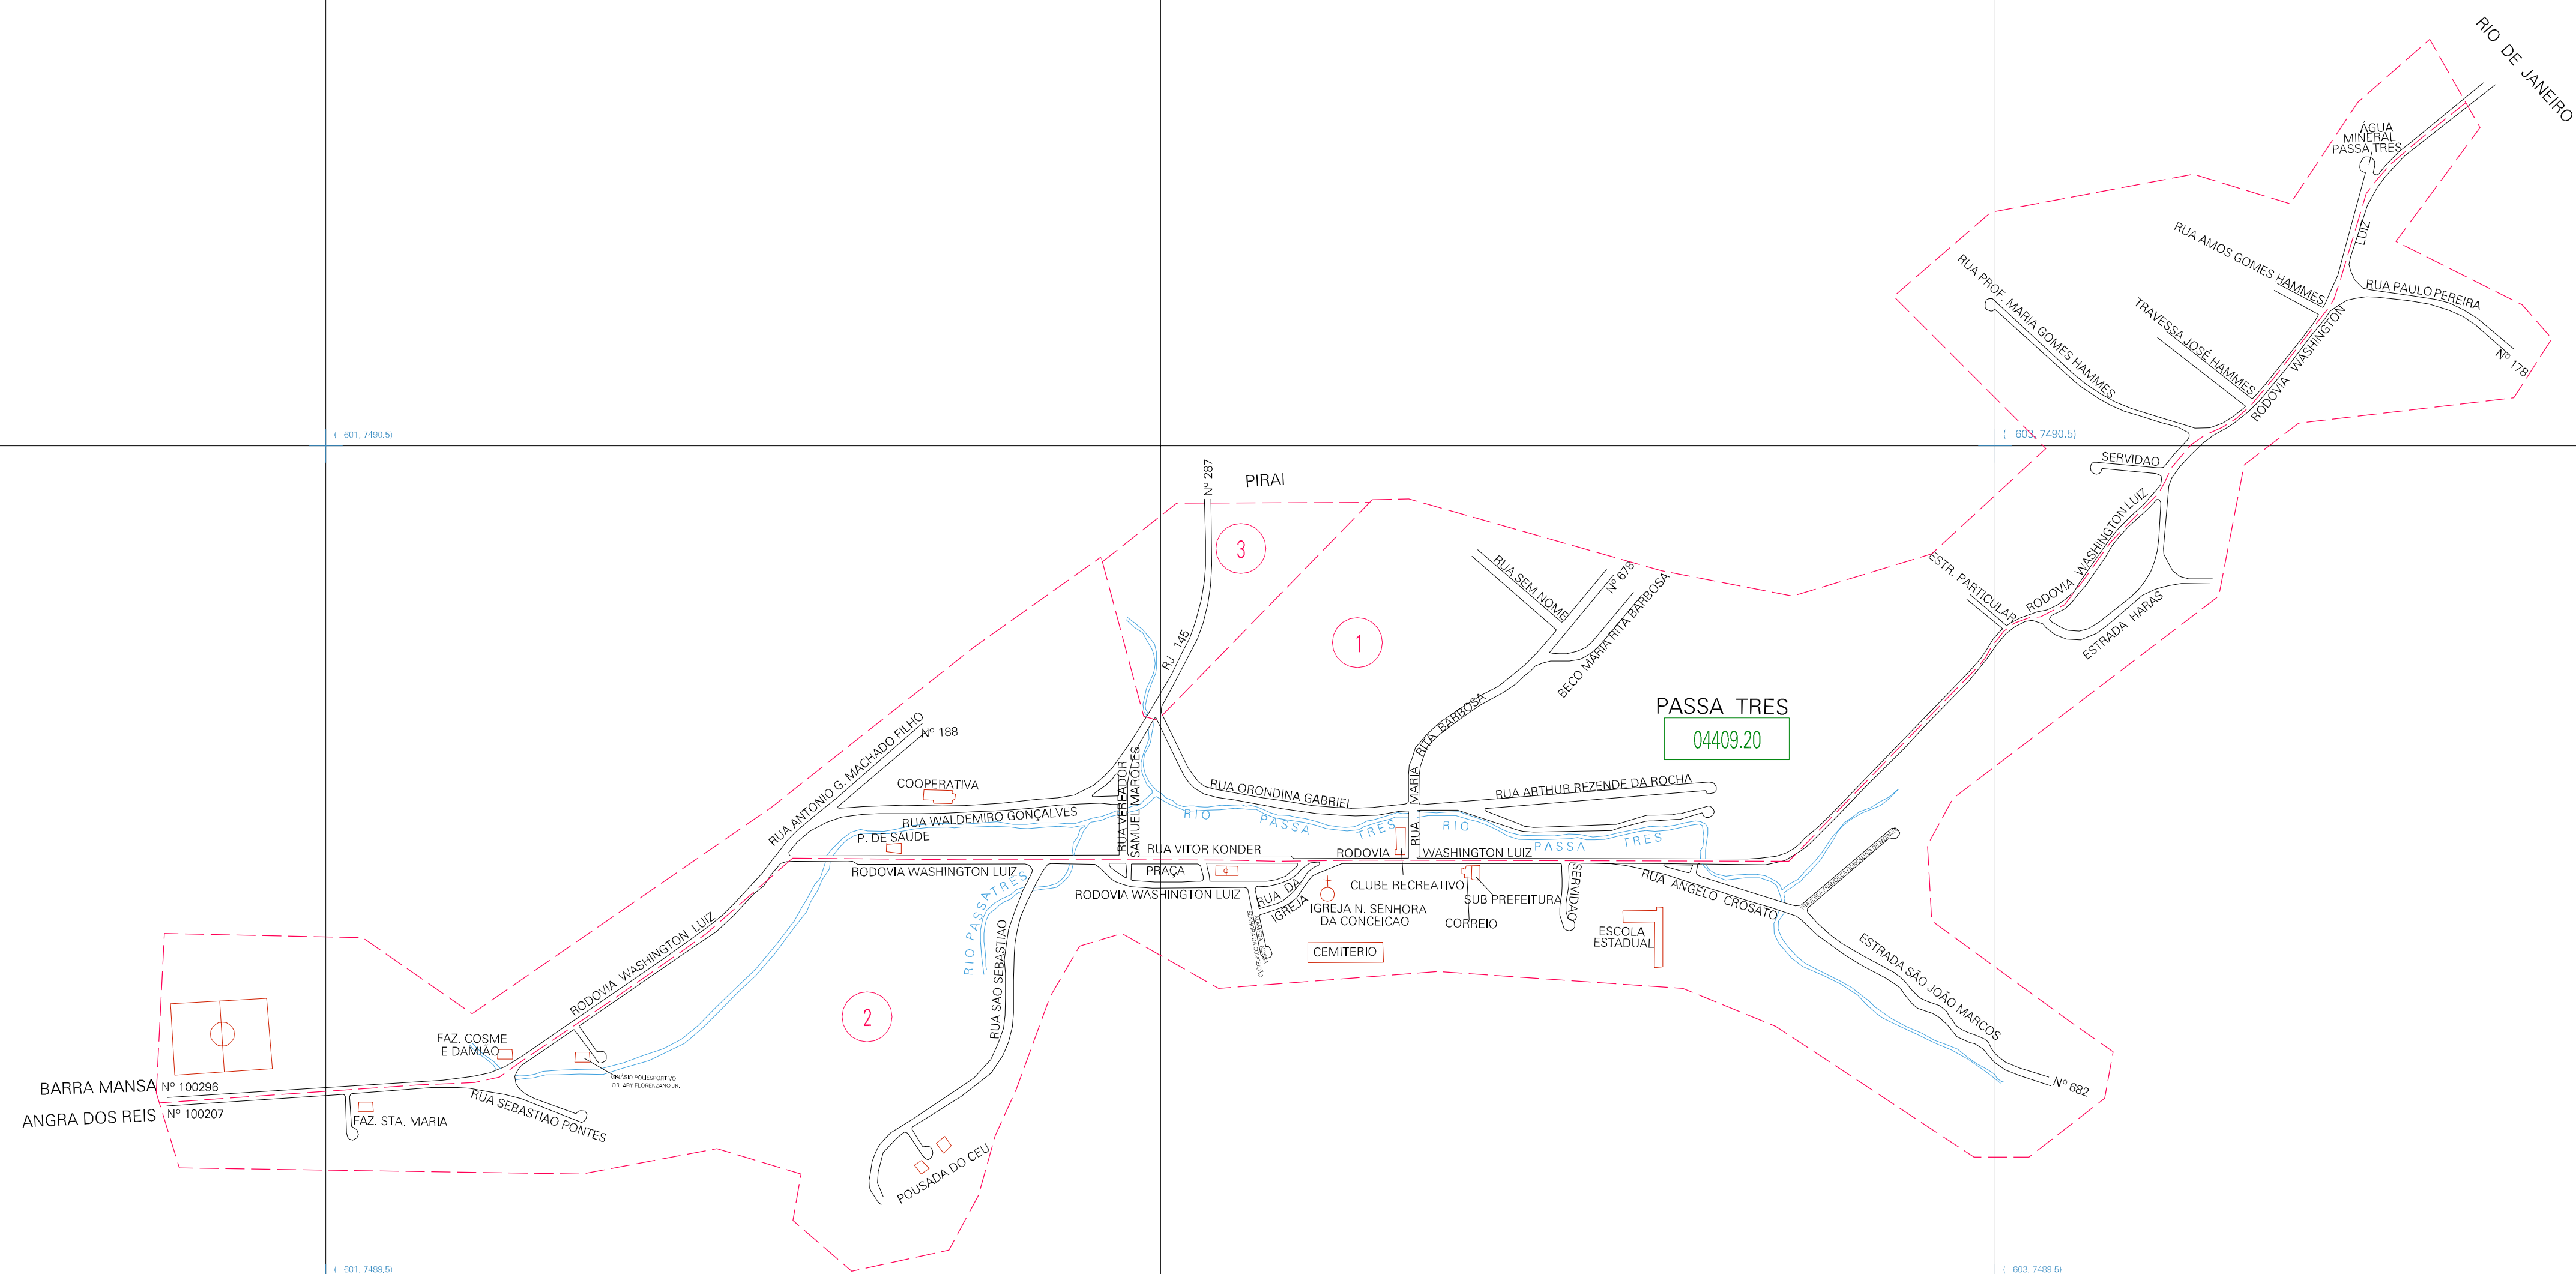 RIO DE JANEIRO
ÁGUA
MINERAL
PASSA TRÊS
LUIZ
RUA AMOS GOMES HAMMES
RUA PROF. MARIA GOMES HAMMES
RUA PAULO PEREIRA
TRAVESSA JOSÉ HAMMES
RODOVIA WASHINGTON
Nº 178
( 601, 7490,5)
( 603, 7490.5)
SERVIDAO
Nº 287
PIRAI
RODOVIA WASHINGTON LUIZ
3
ESTR. PARTICULAR
RUA SEM NOME
Nº 678
BECO MARIA RITA BARBOSA
ESTRADA HARAS
1
RJ 145
PASSA TRES
04409.20
RUA MARIA RITA BARBOSA
RUA ANTONIO G. MACHADO FILHO
Nº 188
COOPERATIVA
RUA VEREADOR
SAMUEL MARQUES
RUA ORONDINA GABRIEL
RUA ARTHUR REZENDE DA ROCHA
RUA WALDEMIRO GONÇALVES
RIO PASSA TRES
RIO PASSA TRES
P. DE SAUDE
RUA VITOR KONDER
RODOVIA WASHINGTON LUIZ
RODOVIA WASHINGTON LUIZ
PRAÇA
RODOVIA WASHINGTON LUIZ
RUA DA
IGREJA
CLUBE RECREATIVO
SUB-PREFEITURA
SERVIDAO
RUA ANGELO CROSATO
IGREJA N. SENHORA
DA CONCEICAO
CORREIO
ESCOLA
ESTADUAL
CEMITERIO
RIO PASSA TRES
RUA SAO SEBASTIAO
RODOVIA WASHINGTON LUIZ
ESTRADA SÃO JOÃO MARCOS
Nº 682
2
FAZ. COSME
E DAMIÃO
GINÁSIO POLIESPORTIVO
DR. ARY FLORENZANO JR.
BARRA MANSA
Nº 100296
ANGRA DOS REIS
Nº 100207
FAZ. STA. MARIA
RUA SEBASTIAO PONTES
POUSADA DO CEU
( 601, 7489,5)
( 603, 7489,5)